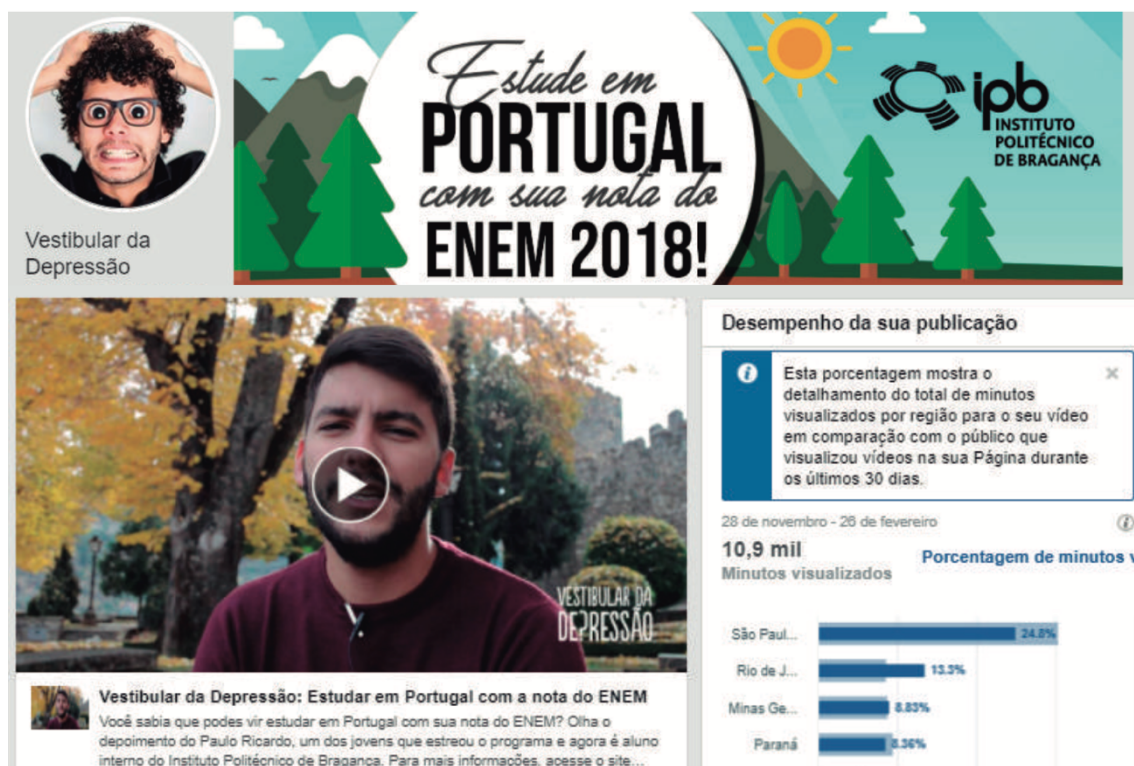 Estude em
PORTUGAL
com sua nota do
ENEM 2018!
ipb
INSTITUTO
POLITÉCNICO
DE BRAGANÇA
Vestibular da
Depressão
VESTIBULAR DA
DEPRESSÃO
Vestibular da Depressão: Estudar em Portugal com a nota do ENEM
Você sabia que podes vir estudar em Portugal com sua nota do ENEM? Olha o
depoimento do Paulo Ricardo, um dos jovens que estreou o programa e agora é aluno
interno do Instituto Politécnico de Bragança. Para mais informações, acesse o site...
Desempenho da sua publicação
Esta porcentagem mostra o
detalhamento do total de minutos
visualizados por região para o seu vídeo
em comparação com o público que
visualizou vídeos na sua Página durante
os últimos 30 dias.
28 de novembro - 26 de fevereiro
10,9 mil
Minutos visualizados
Porcentagem de minutos v
São Paul... 24.8%
Rio de J... 13.3%
Minas Ge... 8.83%
Paraná 8.36%